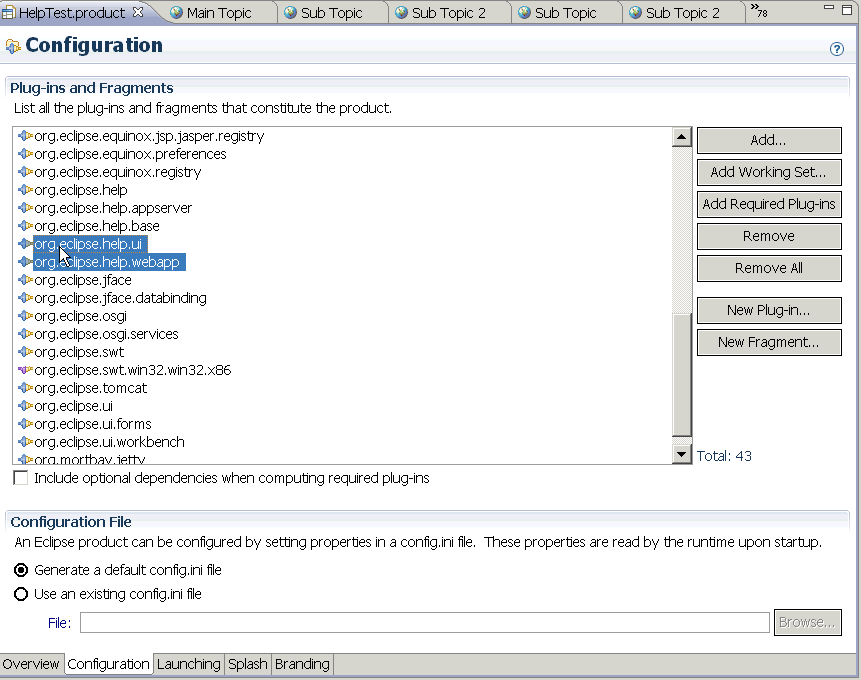 HelpTest.product Main Topic Sub Topic Sub Topic 2 Sub Topic Sub Topic 2 »78
Configuration
?
Plug-ins and Fragments
List all the plug-ins and fragments that constitute the product.
org.eclipse.equinox.jsp.jasper.registry
org.eclipse.equinox.preferences
org.eclipse.equinox.registry
org.eclipse.help
org.eclipse.help.appserver
org.eclipse.help.base
org.eclipse.help.ui
org.eclipse.help.webapp
org.eclipse.jface
org.eclipse.jface.databinding
org.eclipse.osgi
org.eclipse.osgi.services
org.eclipse.swt
org.eclipse.swt.win32.win32.x86
org.eclipse.tomcat
org.eclipse.ui
org.eclipse.ui.forms
org.eclipse.ui.workbench
org.mortbay.jetty
Add...
Add Working Set...
Add Required Plug-ins
Remove
Remove All
New Plug-in...
New Fragment...
Total: 43
Include optional dependencies when computing required plug-ins
Configuration File
An Eclipse product can be configured by setting properties in a config.ini file. These properties are read by the runtime upon startup.
Generate a default config.ini file
Use an existing config.ini file
File: Browse...
Overview Configuration Launching Splash Branding